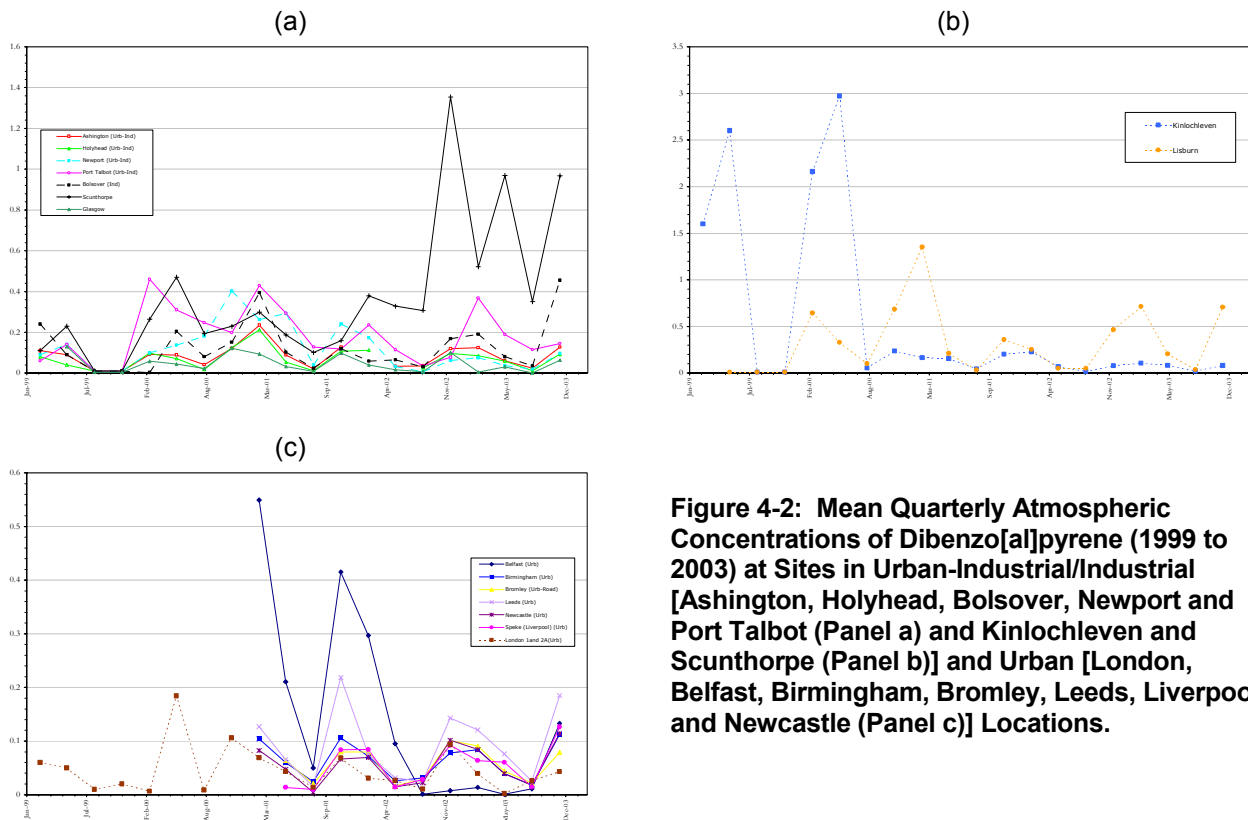 (a)
1.6
1.4
1.2
1
0.8
0.6
0.4
0.2
0
Ashington (Urb-Ind)
Holyhead (Urb-Ind)
Newport (Urb-Ind)
Port Talbot (Urb-Ind)
Bolsover (Ind)
Scunthorpe
Glasgow
Jan-99
Jul-99
Feb-00
Aug-00
Mar-01
Sep-01
Apr-02
Nov-02
May-03
Dec-03
(b)
3.5
3
2.5
2
1.5
1
0.5
0
Kinlochleven
Lisburn
Jan-99
Jul-99
Feb-00
Aug-00
Mar-01
Sep-01
Apr-02
Nov-02
May-03
Dec-03
(c)
0.6
0.5
0.4
0.3
0.2
0.1
0
Belfast (Urb)
Birmingham (Urb)
Bromley (Urb-Road)
Leeds (Urb)
Newcastle (Urb)
Speke (Liverpool) (Urb)
London 1and 2A(Urb)
Jan-99
Jul-99
Feb-00
Aug-00
Mar-01
Sep-01
Apr-02
Nov-02
May-03
Dec-03
Figure 4-2: Mean Quarterly Atmospheric
Concentrations of Dibenzo[al]pyrene (1999 to
2003) at Sites in Urban-Industrial/Industrial
[Ashington, Holyhead, Bolsover, Newport and
Port Talbot (Panel a) and Kinlochleven and
Scunthorpe (Panel b)] and Urban [London,
Belfast, Birmingham, Bromley, Leeds, Liverpoo
and Newcastle (Panel c)] Locations.